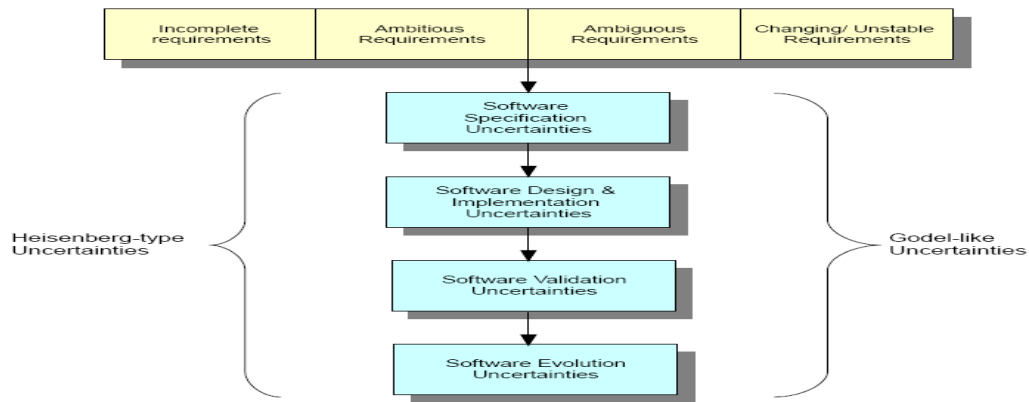 Incomplete
requirements
Ambitious
Requirements
Ambiguous
Requirements
Changing/ Unstable
Requirements
Software
Specification
Uncertainties
Software Design &
Implementation
Uncertainties
Heisenberg-type
Uncertainties
Godel-like
Uncertainties
Software Validation
Uncertainties
Software Evolution
Uncertainties